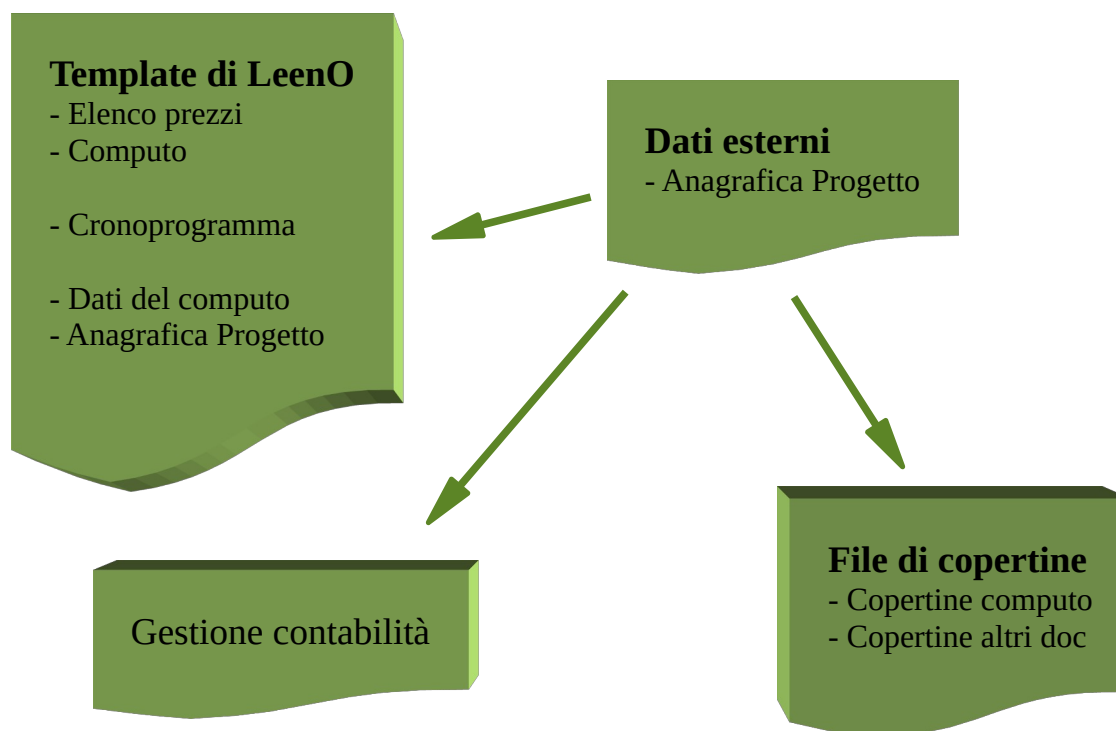 Template di LeenO
- Elenco prezzi
- Computo
- Cronoprogramma
- Dati del computo
- Anagrafica Progetto
Dati esterni
- Anagrafica Progetto
Gestione contabilità
File di copertine
- Copertine computo
- Copertine altri doc